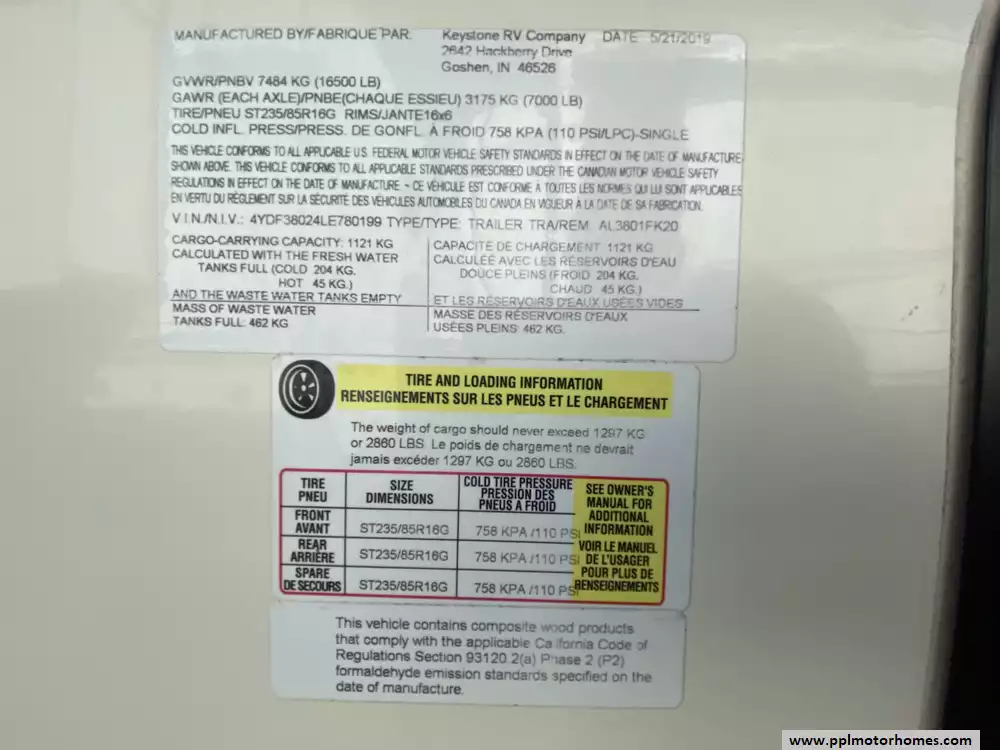 MANUFACTURED BY/FABRIQUE PAR: Keystone RV Company DATE: 5/21/2019
2642 Hackberry Drive
Goshen, IN 46526
GVWR/PNBV 7484 KG (16500 LB)
GAWR (EACH AXLE)/PNBE(CHAQUE ESSIEU) 3175 KG (7000 LB)
TIRE/PNEU ST235/85R16G RIMS/JANTE16x6
COLD INFL. PRESS/PRESS. DE GONFL. À FROID 758 KPA (110 PSI/LPC)-SINGLE
THIS VEHICLE CONFORMS TO ALL APPLICABLE U.S. FEDERAL MOTOR VEHICLE SAFETY STANDARDS IN EFFECT ON THE DATE OF MANUFACTURE
SHOWN ABOVE. THIS VEHICLE CONFORMS TO ALL APPLICABLE STANDARDS PRESCRIBED UNDER THE CANADIAN MOTOR VEHICLE SAFETY
REGULATIONS IN EFFECT ON THE DATE OF MANUFACTURE - CE VÉHICULE EST CONFORME À TOUTES LES NORMES QUI LUI SONT APPLICABLES
EN VERTU DU RÈGLEMENT SUR LA SÉCURITÉ DES VÉHICULES AUTOMOBILES DU CANADA EN VIGUEUR À LA DATE DE SA FABRICATION.
V.I.N./N.I.V.: 4YDF38024LE780199 TYPE/TYPE: TRAILER TRA/REM AL3801FK20
CARGO-CARRYING CAPACITY: 1121 KG
CALCULATED WITH THE FRESH WATER
TANKS FULL (COLD 204 KG.
HOT 45 KG.)
AND THE WASTE WATER TANKS EMPTY
MASS OF WASTE WATER
TANKS FULL: 462 KG
CAPACITÉ DE CHARGEMENT 1121 KG
CALCULÉE AVEC LES RÉSERVOIRS D'EAU
DOUCE PLEINS (FROID 204 KG.
CHAUD 45 KG.)
ET LES RÉSERVOIRS D'EAUX USÉES VIDES
MASSE DES RÉSERVOIRS D'EAUX
USÉES PLEINS: 462 KG.
TIRE AND LOADING INFORMATION
RENSEIGNEMENTS SUR LES PNEUS ET LE CHARGEMENT
The weight of cargo should never exceed 1297 KG
or 2860 LBS. Le poids de chargement ne devrait
jamais excéder 1297 KG ou 2860 LBS.
TIRE
PNEU
SIZE
DIMENSIONS
COLD TIRE PRESSURE
PRESSION DES
PNEUS A FROID
FRONT
AVANT
ST235/85R16G 758 KPA /110 PSI
REAR
ARRIÈRE
ST235/85R16G 758 KPA /110 PSI
SPARE
DE SECOURS
ST235/85R16G 758 KPA /110 PSI
SEE OWNER'S
MANUAL FOR
ADDITIONAL
INFORMATION
VOIR LE MANUEL
DE L'USAGER
POUR PLUS DE
RENSEIGNEMENTS
This vehicle contains composite wood products
that comply with the applicable California Code of
Regulations Section 93120.2(a) Phase 2 (P2)
formaldehyde emission standards specified on the
date of manufacture.
www.pplmotorhomes.com